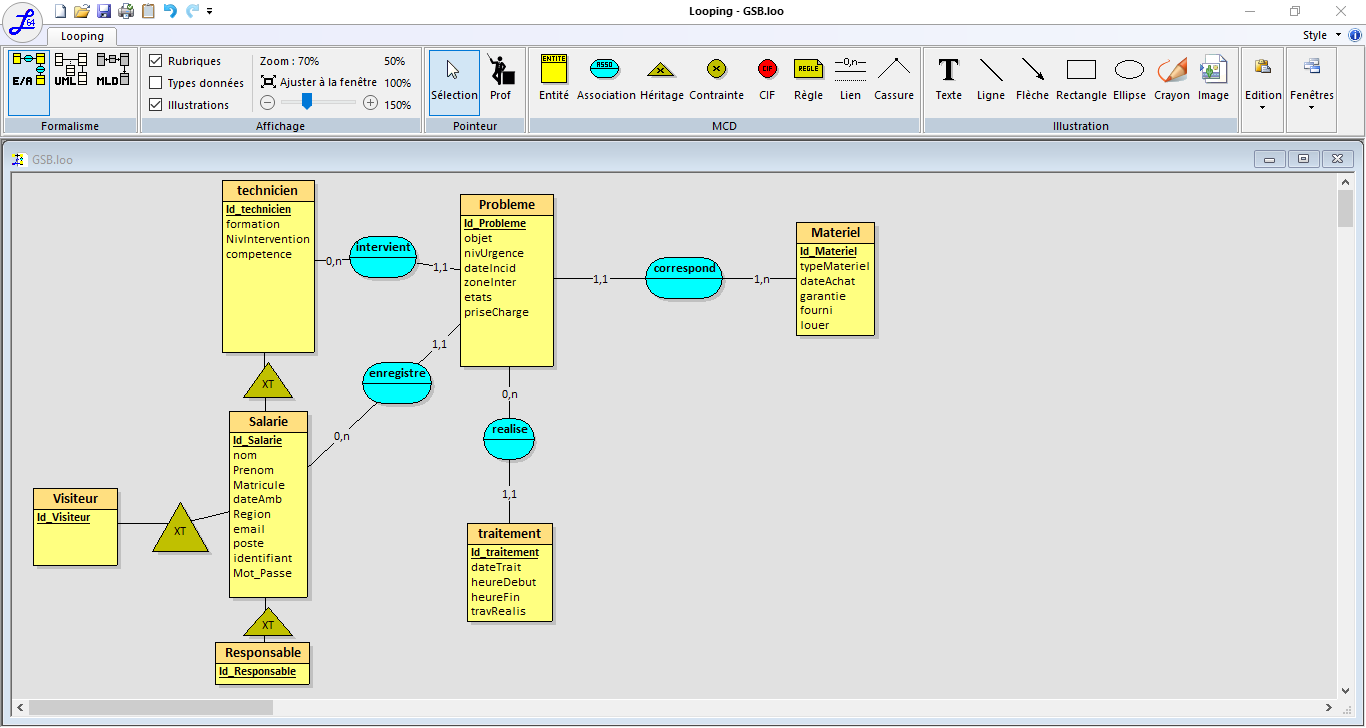 Looping - GSB.loo
64
Looping
Style
E/A
UML
MLD
Formalisme
Rubriques
Types données
Illustrations
Zoom : 70%
50%
Ajuster à la fenêtre
100%
150%
Affichage
Sélection
Prof
Pointeur
ENTITÉ
Entité
ASSO
Association
X
Héritage
X
Contrainte
CIF
CIF
RÈGLE
Règle
0,n
Lien
Cassure
MCD
T
Texte
Ligne
Flèche
Rectangle
Ellipse
Crayon
Image
Illustration
Edition
Fenêtres
GSB.loo
technicien
Id_technicien
formation
NivIntervention
competence
0,n
intervient
1,1
Probleme
Id_Probleme
objet
nivUrgence
dateIncid
zoneInter
etats
priseCharge
1,1
correspond
1,n
Materiel
Id_Materiel
typeMateriel
dateAchat
garantie
fourni
louer
XT
1,1
enregistre
0,n
0,n
realise
1,1
Salarie
Id_Salarie
nom
Prenom
Matricule
dateAmb
Region
email
poste
identifiant
Mot_Passe
Visiteur
Id_Visiteur
XT
traitement
Id_traitement
dateTrait
heureDebut
heureFin
travRealis
XT
Responsable
Id_Responsable